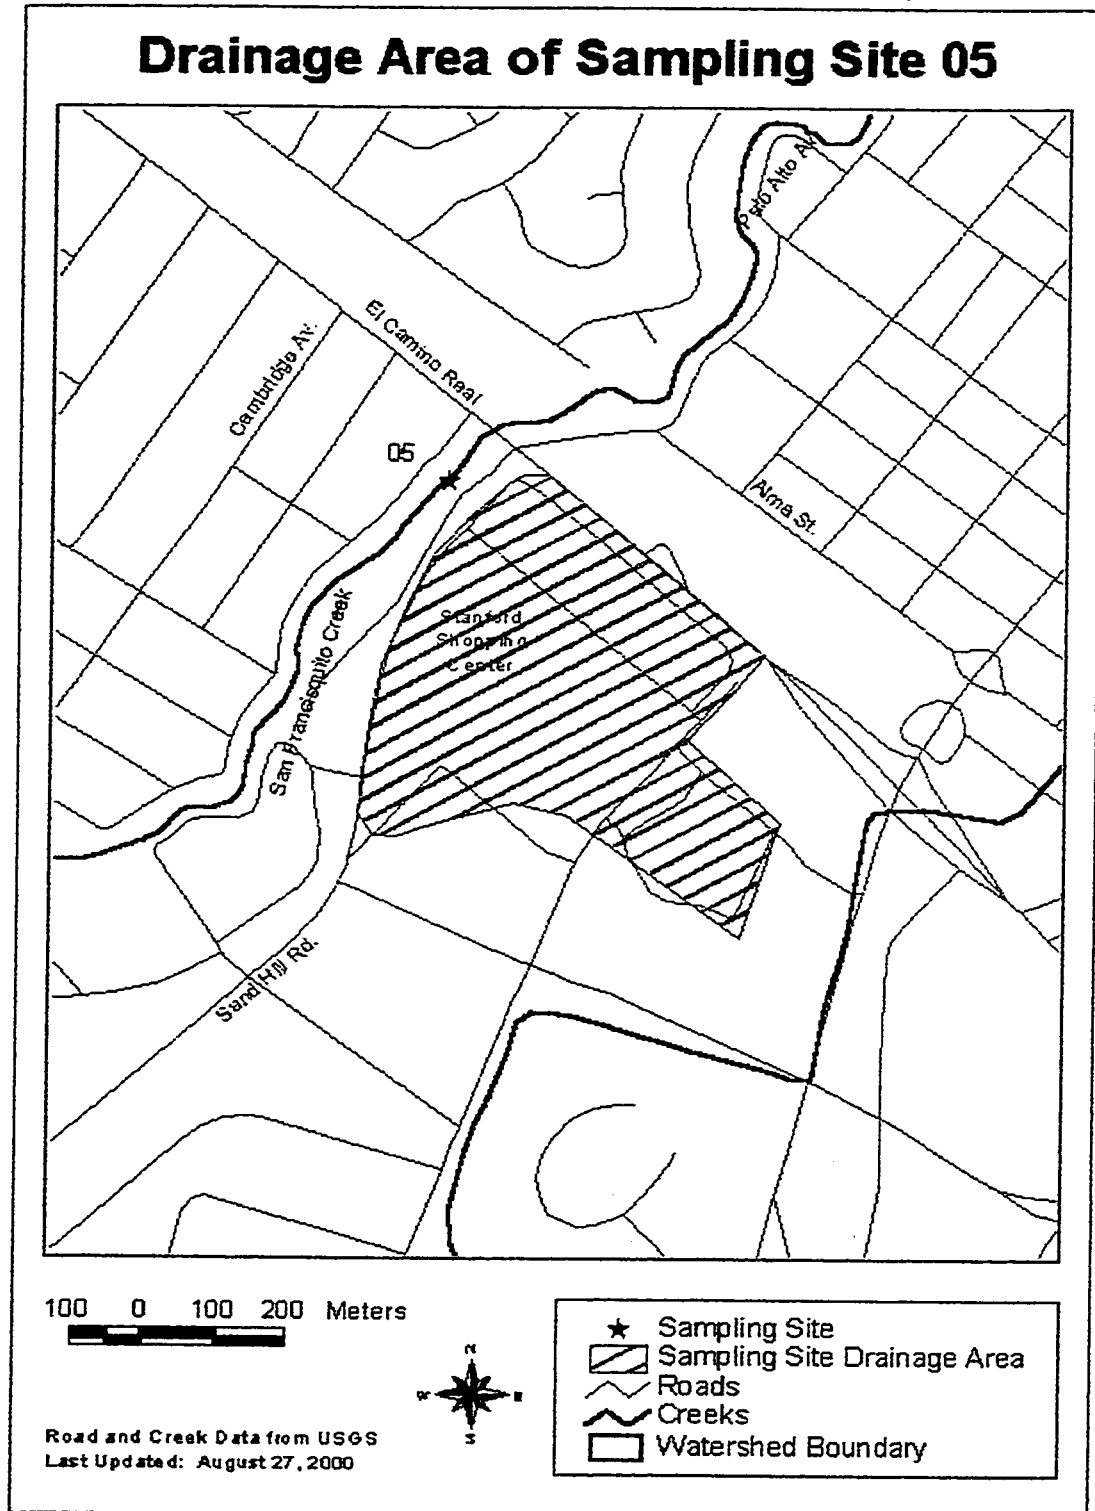 Drainage Area of Sampling Site 05
Palo Alto Av.
El Camino Real
Cambridge Av.
05
Alma St.
Stanford
Shopping
Center
San Francisquito Creek
Sand Hill Rd.
100 0 100 200 Meters
N
W E
S
Road and Creek Data from USGS
Last Updated: August 27, 2000
Sampling Site
Sampling Site Drainage Area
Roads
Creeks
Watershed Boundary